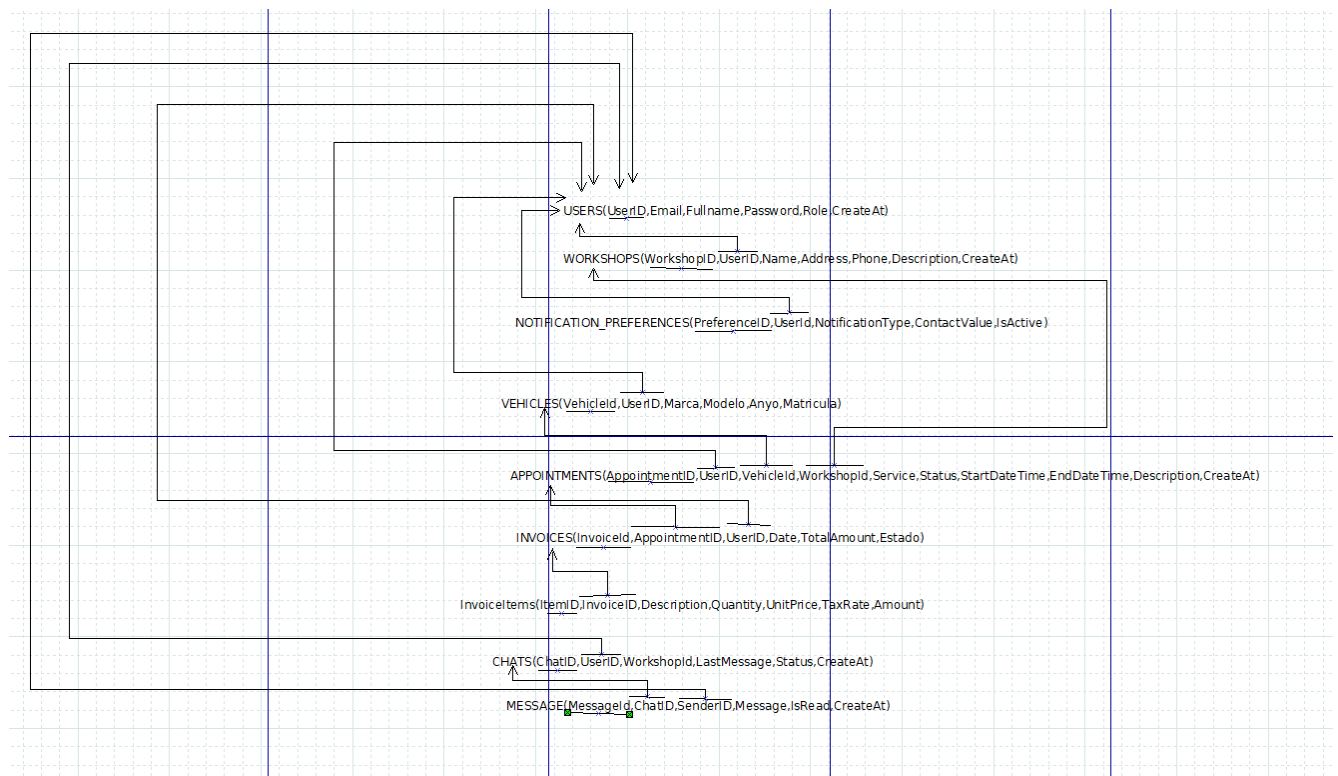 USERS(UserID,Email,Fullname,Password,Role,CreateAt)
WORKSHOPS(WorkshopID,UserID,Name,Address,Phone,Description,CreateAt)
NOTIFICATION_PREFERENCES(PreferenceID,UserId,NotificationType,ContactValue,IsActive)
VEHICLES(VehicleId,UserID,Marca,Modelo,Anyo,Matricula)
APPOINTMENTS(AppointmentID,UserID,VehicleId,WorkshopId,Service,Status,StartDateTime,EndDateTime,Description,CreateAt)
INVOICES(InvoiceId,AppointmentID,UserID,Date,TotalAmount,Estado)
InvoiceItems(ItemID,InvoiceID,Description,Quantity,UnitPrice,TaxRate,Amount)
CHATS(ChatID,UserID,WorkshopId,LastMessage,Status,CreateAt)
MESSAGE(MessageId,ChatID,SenderID,Message,IsRead,CreateAt)